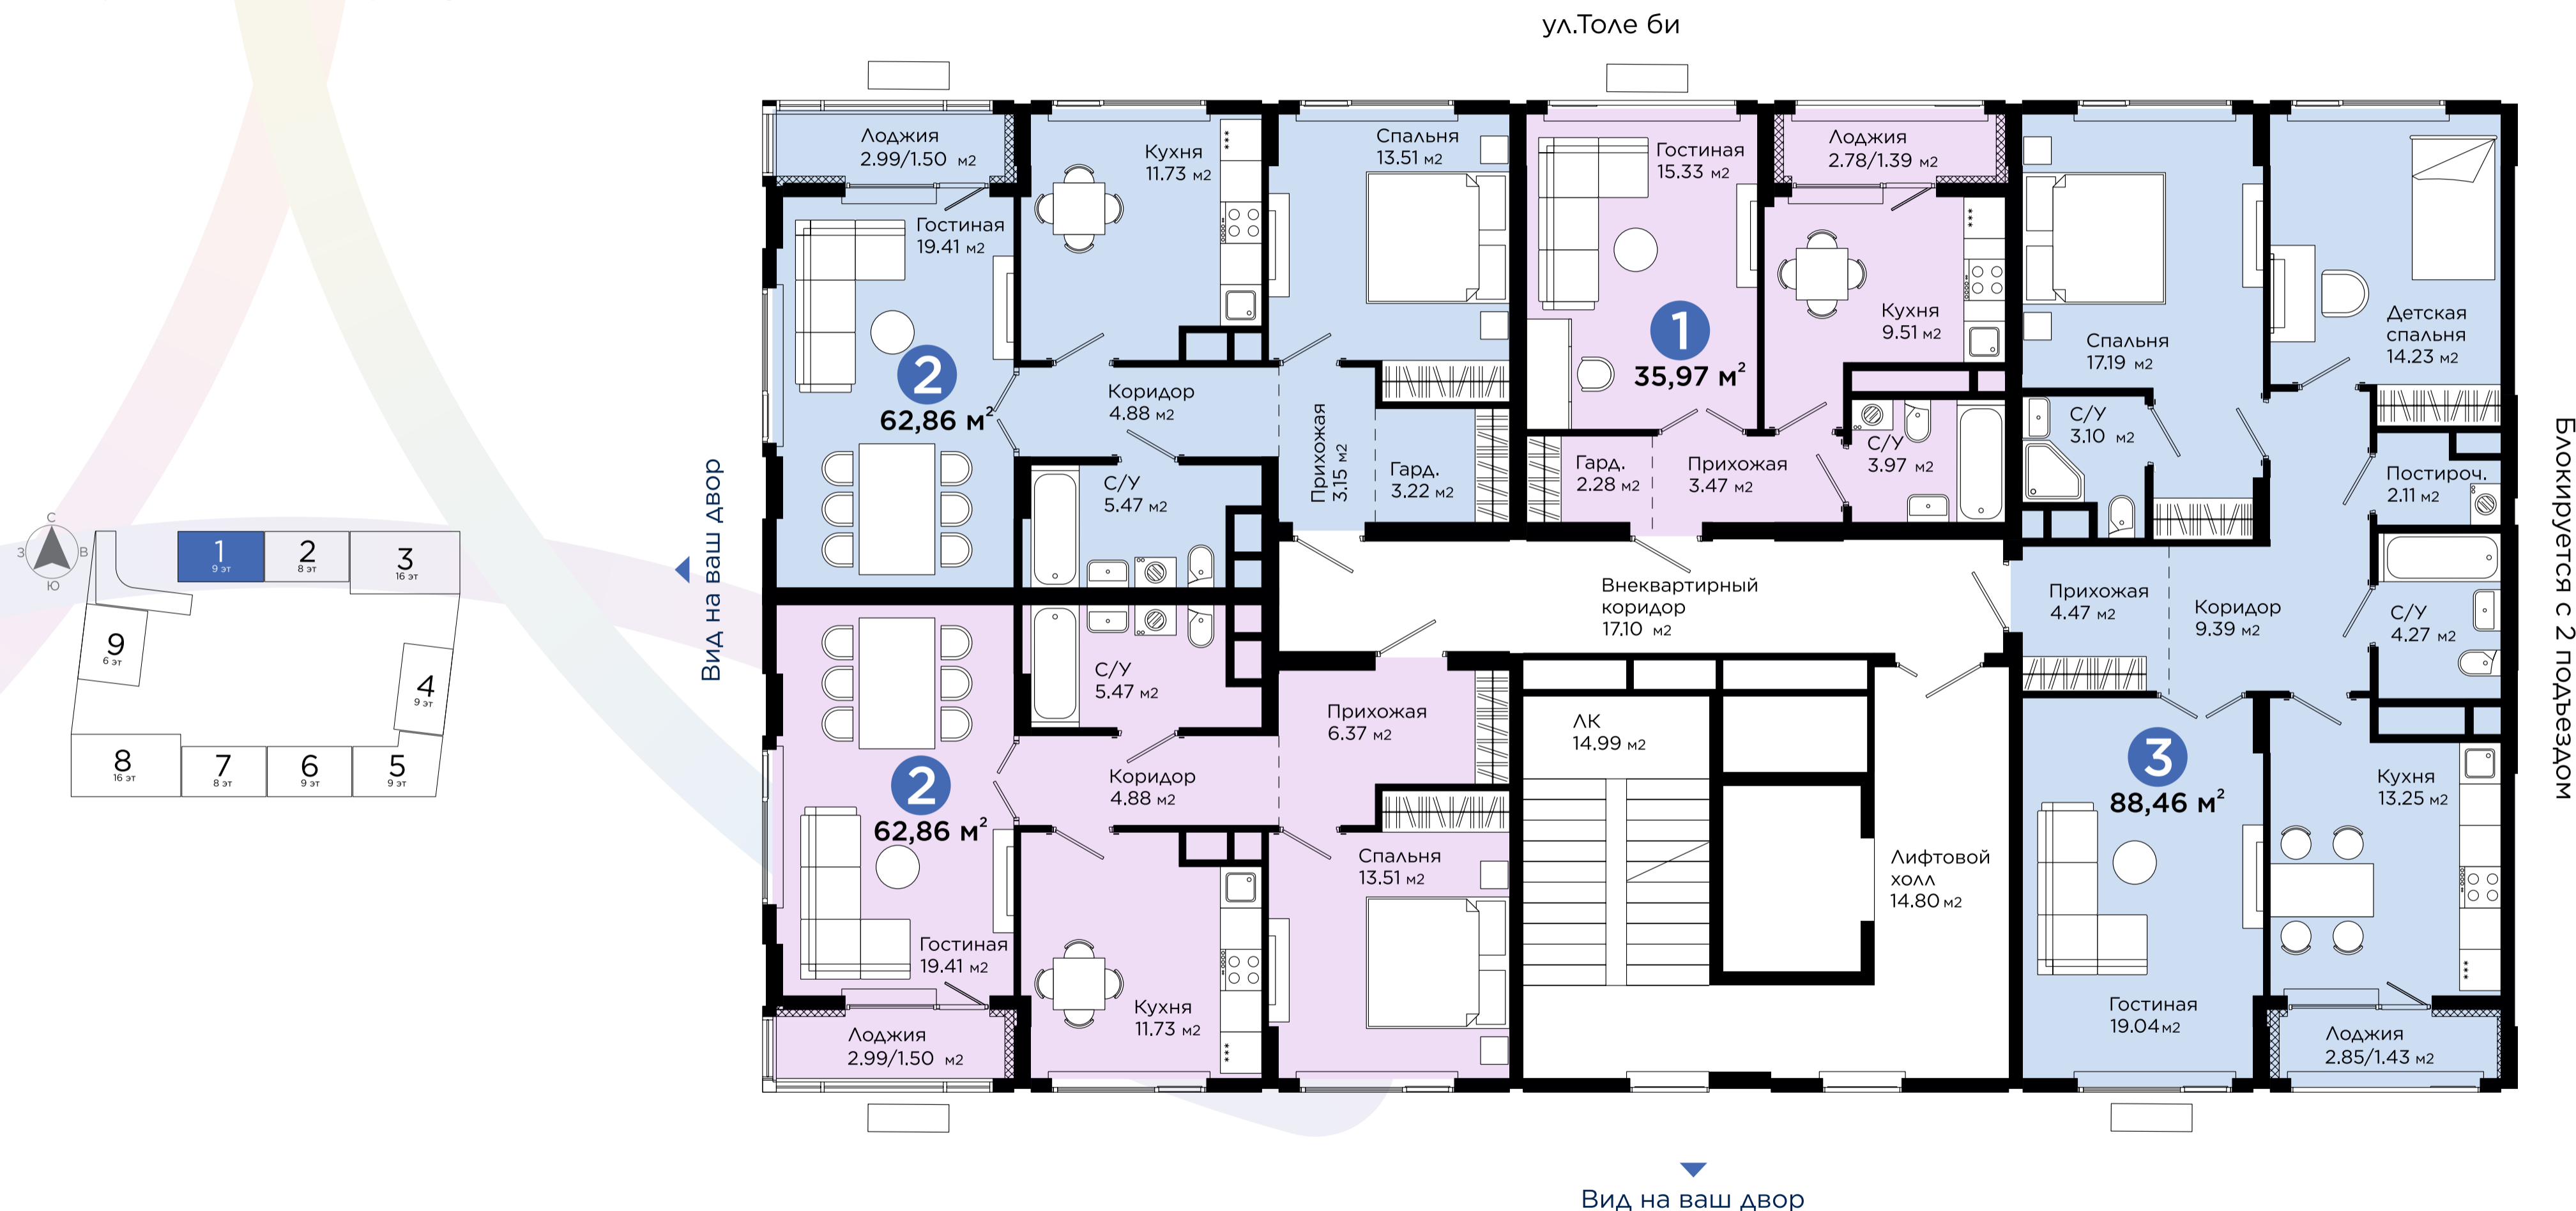 ул.Толе би
Лоджия
2.99/1.50 м2
Кухня
11.73 м2
Спальня
13.51 м2
Гостиная
15.33 м2
Лоджия
2.78/1.39 м2
Гостиная
19.41 м2
Кухня
9.51 м2
Спальня
17.19 м2
Детская
спальня
14.23 м2
2
62,86 м²
1
35,97 м²
Коридор
4.88 м2
Прихожая
3.15 м2
Гард.
3.22 м2
С/У
5.47 м2
Гард.
2.28 м2
Прихожая
3.47 м2
С/У
3.97 м2
С/У
3.10 м2
Постироч.
2.11 м2
Внеквартирный
коридор
17.10 м2
Прихожая
4.47 м2
Коридор
9.39 м2
С/У
4.27 м2
Вид на ваш двор
Блокируется с 2 подъездом
С
З
В
Ю
1
9 эт
2
8 эт
3
16 эт
9
6 эт
4
9 эт
8
16 эт
7
8 эт
6
9 эт
5
9 эт
С/У
5.47 м2
Прихожая
6.37 м2
Коридор
4.88 м2
2
62,86 м²
Гостиная
19.41 м2
Кухня
11.73 м2
Спальня
13.51 м2
Лоджия
2.99/1.50 м2
ЛК
14.99 м2
Лифтовой
холл
14.80 м2
3
88,46 м²
Кухня
13.25 м2
Гостиная
19.04 м2
Лоджия
2.85/1.43 м2
Вид на ваш двор